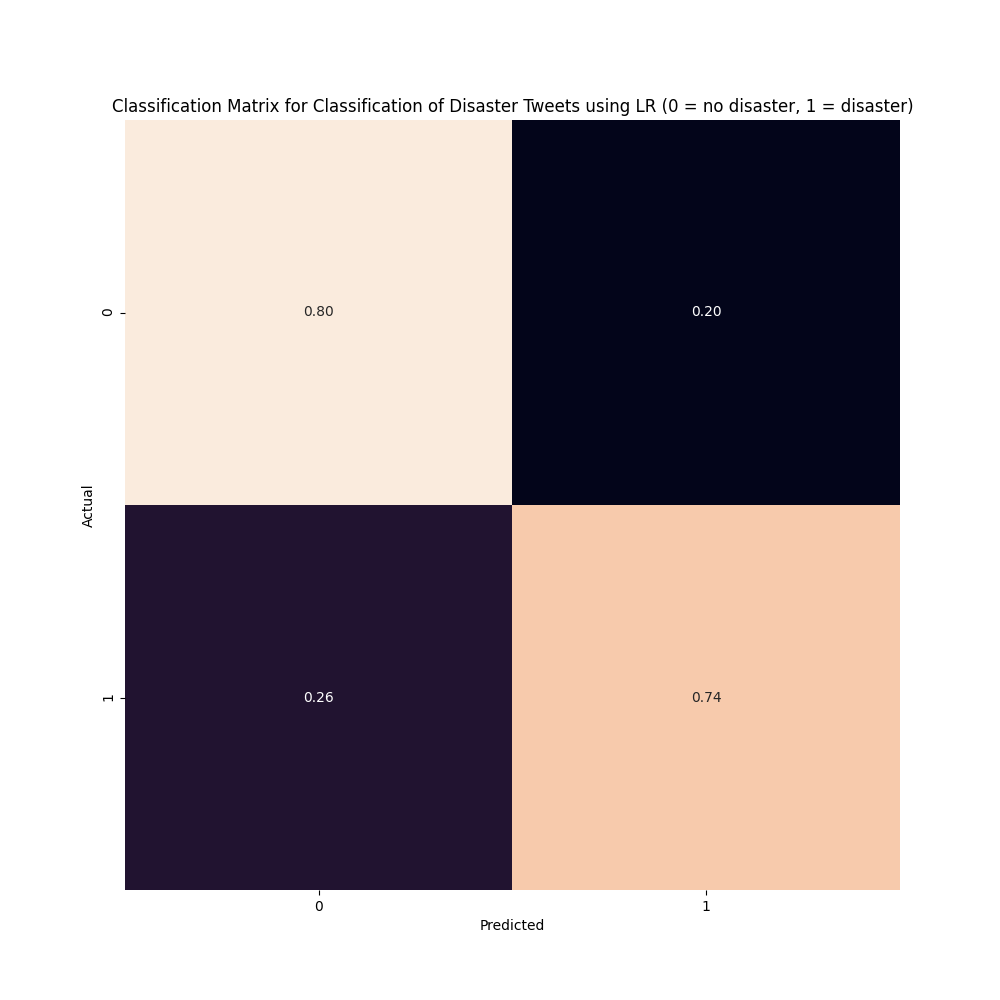 Classification Matrix for Classification of Disaster Tweets using LR (0 = no disaster, 1 = disaster)
0.80
0.20
0
Actual
0.26
0.74
1
0
1
Predicted